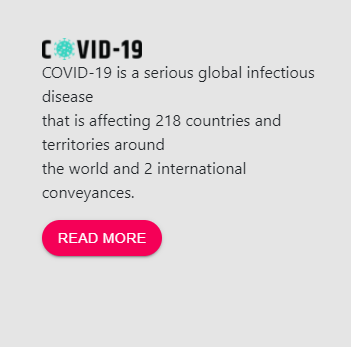 COVID-19
COVID-19 is a serious global infectious
disease
that is affecting 218 countries and
territories around
the world and 2 international
conveyances.
READ MORE